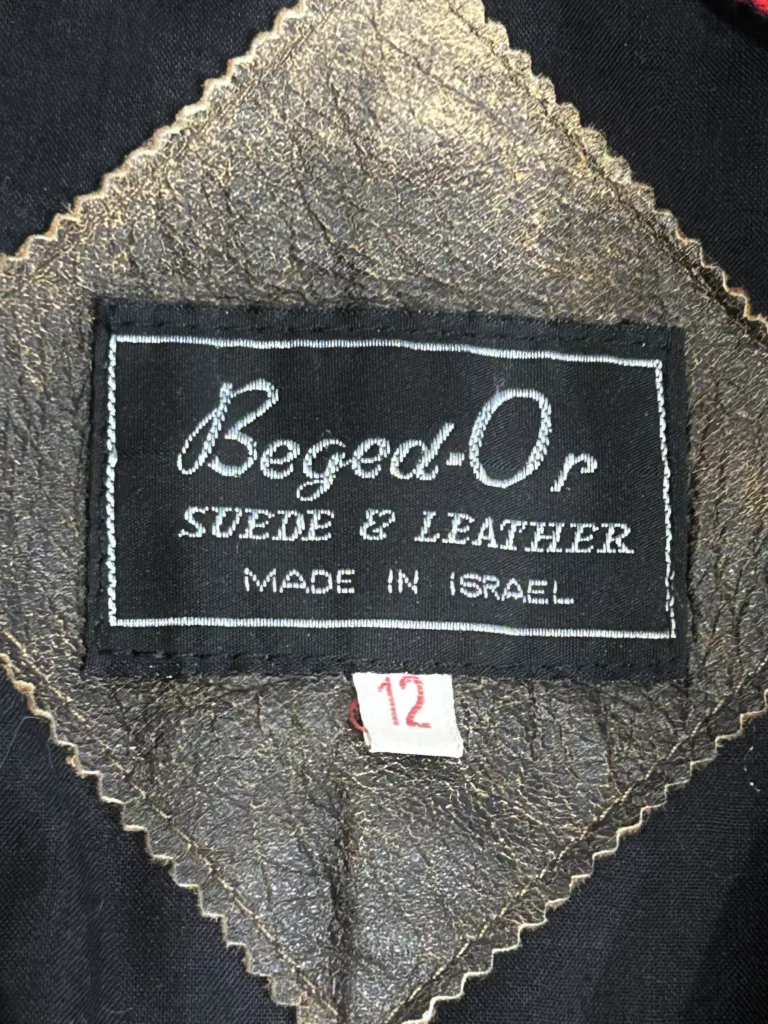 Beged-Or
SUEDE & LEATHER
MADE IN ISRAEL
12